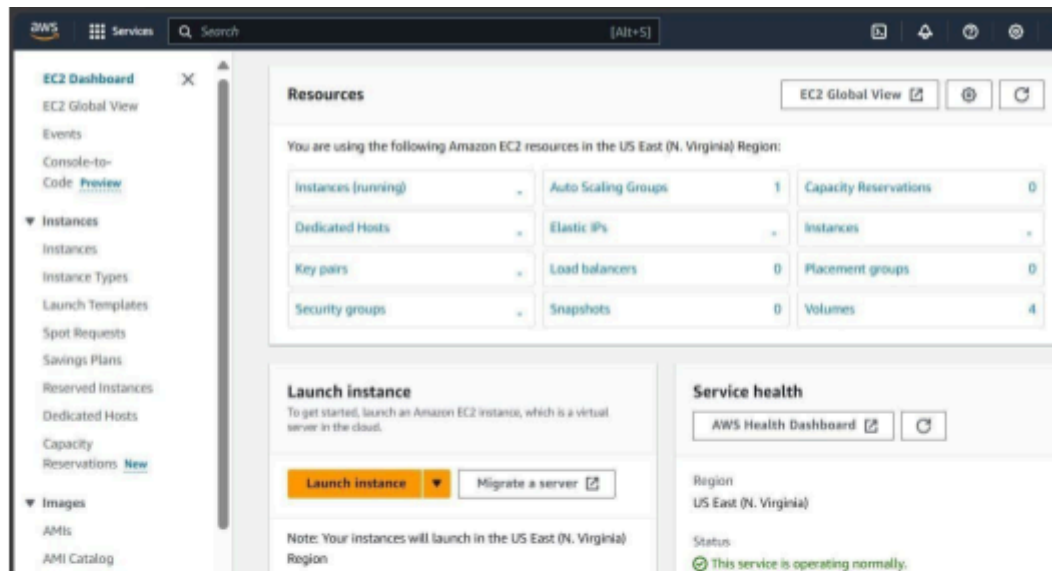 aws Services Search [Alt+S]
EC2 Dashboard
EC2 Global View
Events
Console-to-
Code Preview
Instances
Instances
Instance Types
Launch Templates
Spot Requests
Savings Plans
Reserved Instances
Dedicated Hosts
Capacity
Reservations New
Images
AMIs
AMI Catalog
Resources
EC2 Global View
You are using the following Amazon EC2 resources in the US East (N. Virginia) Region:
Instances (running) - Auto Scaling Groups 1 Capacity Reservations 0
Dedicated Hosts - Elastic IPs - Instances -
Key pairs - Load balancers 0 Placement groups 0
Security groups - Snapshots 0 Volumes 4
Launch instance
To get started, launch an Amazon EC2 instance, which is a virtual
server in the cloud.
Launch instance Migrate a server
Note: Your instances will launch in the US East (N. Virginia)
Region
Service health
AWS Health Dashboard
Region
US East (N. Virginia)
Status
This service is operating normally.